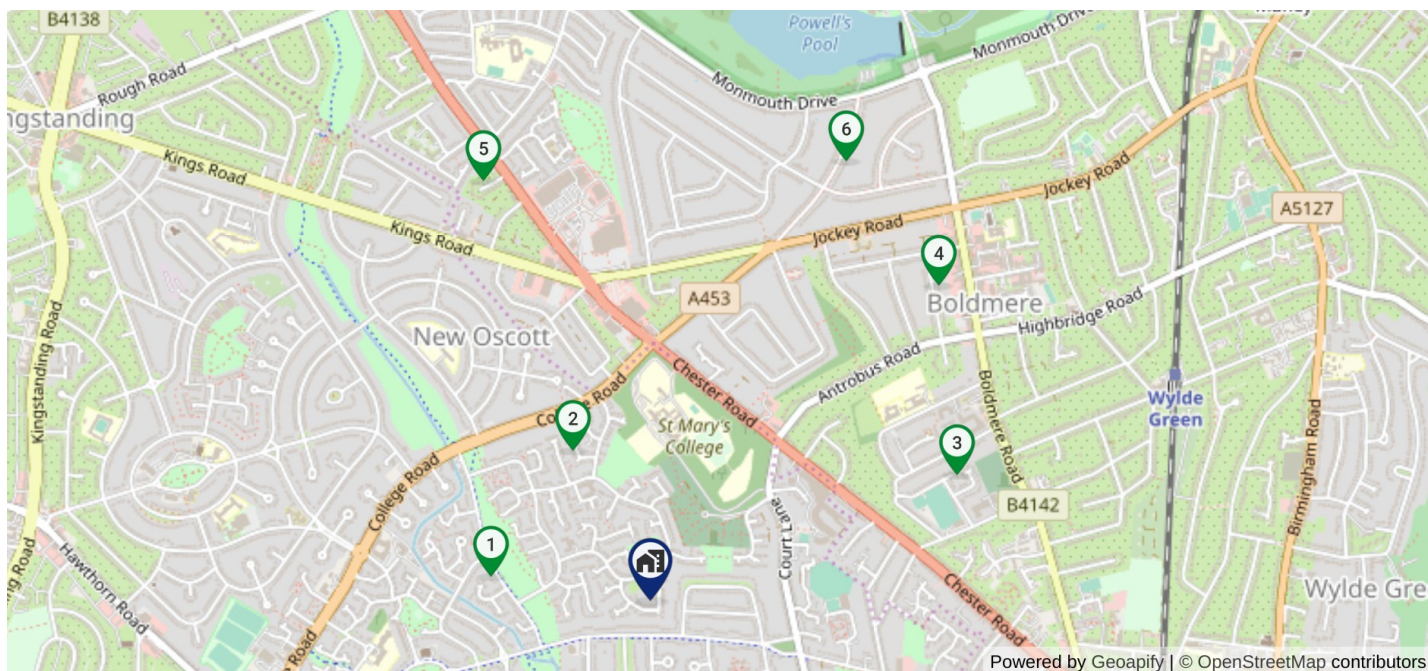 B4138
Powell's
Pool
Monmouth Drive
Rough Road
Monmouth Drive
ngstanding
6
5
Kings Road
Jockey Road
A5127
Kings Road
Jockey Road
4
A453
Boldmere
Highbridge Road
New Oscott
Kingstanding Road
Antrobus Road
Chester Road
Boldmere Road
Wylde
Green
2
St Mary's
College
3
Birmingham Road
College Road
B4142
1
Court Lane
Hawthorn Road
Chester Road
Wylde Gre
Road
Powered by Geoapify | © OpenStreetMap contributors